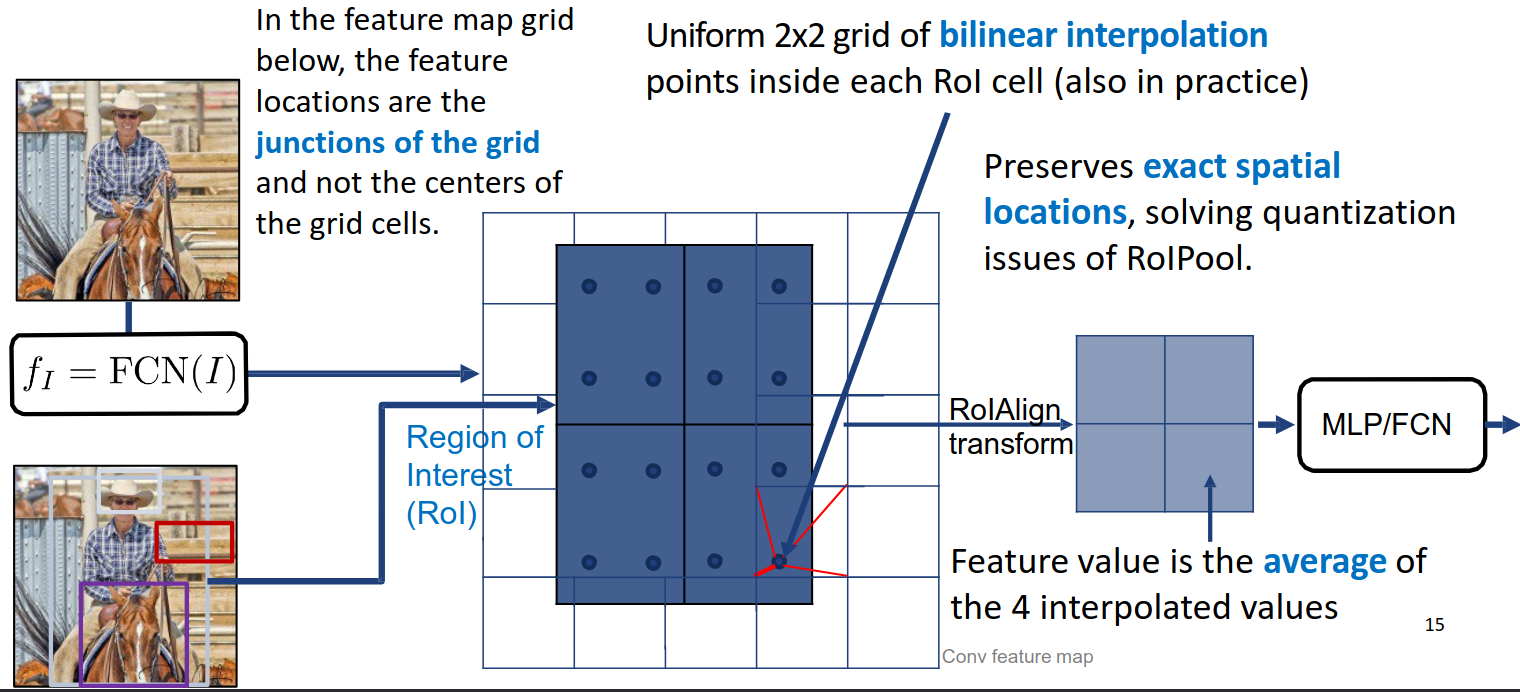 In the feature map grid
below, the feature
locations are the
junctions of the grid
and not the centers of
the grid cells.
Uniform 2x2 grid of bilinear interpolation
points inside each RoI cell (also in practice)
Preserves exact spatial
locations, solving quantization
issues of RoIPool.
f_I = FCN(I)
Region of
Interest
(RoI)
RoIAlign
transform
MLP/FCN
Feature value is the average of
the 4 interpolated values
15
Conv feature map